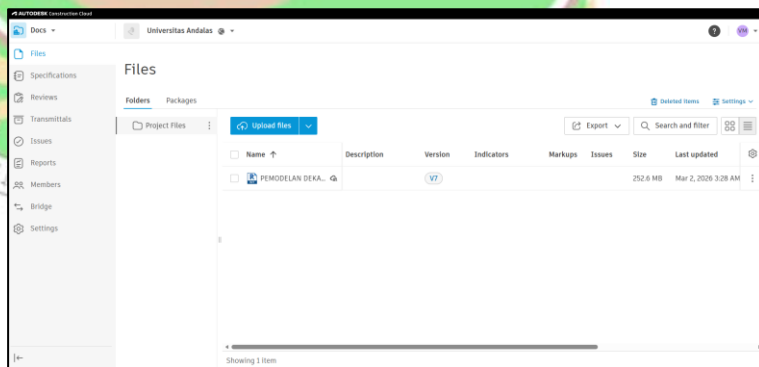 AUTODESK Construction Cloud
Docs
Universitas Andalas
?
VM
Files
Specifications
Reviews
Transmittals
Issues
Reports
Members
Bridge
Settings
Files
Folders Packages
Deleted items Settings
Project Files
Upload files
Export
Search and filter
Name Description Version Indicators Markups Issues Size Last updated
PEMODELAN DEKA... V7 252.6 MB Mar 2, 2026 3:28 AM
Showing 1 item